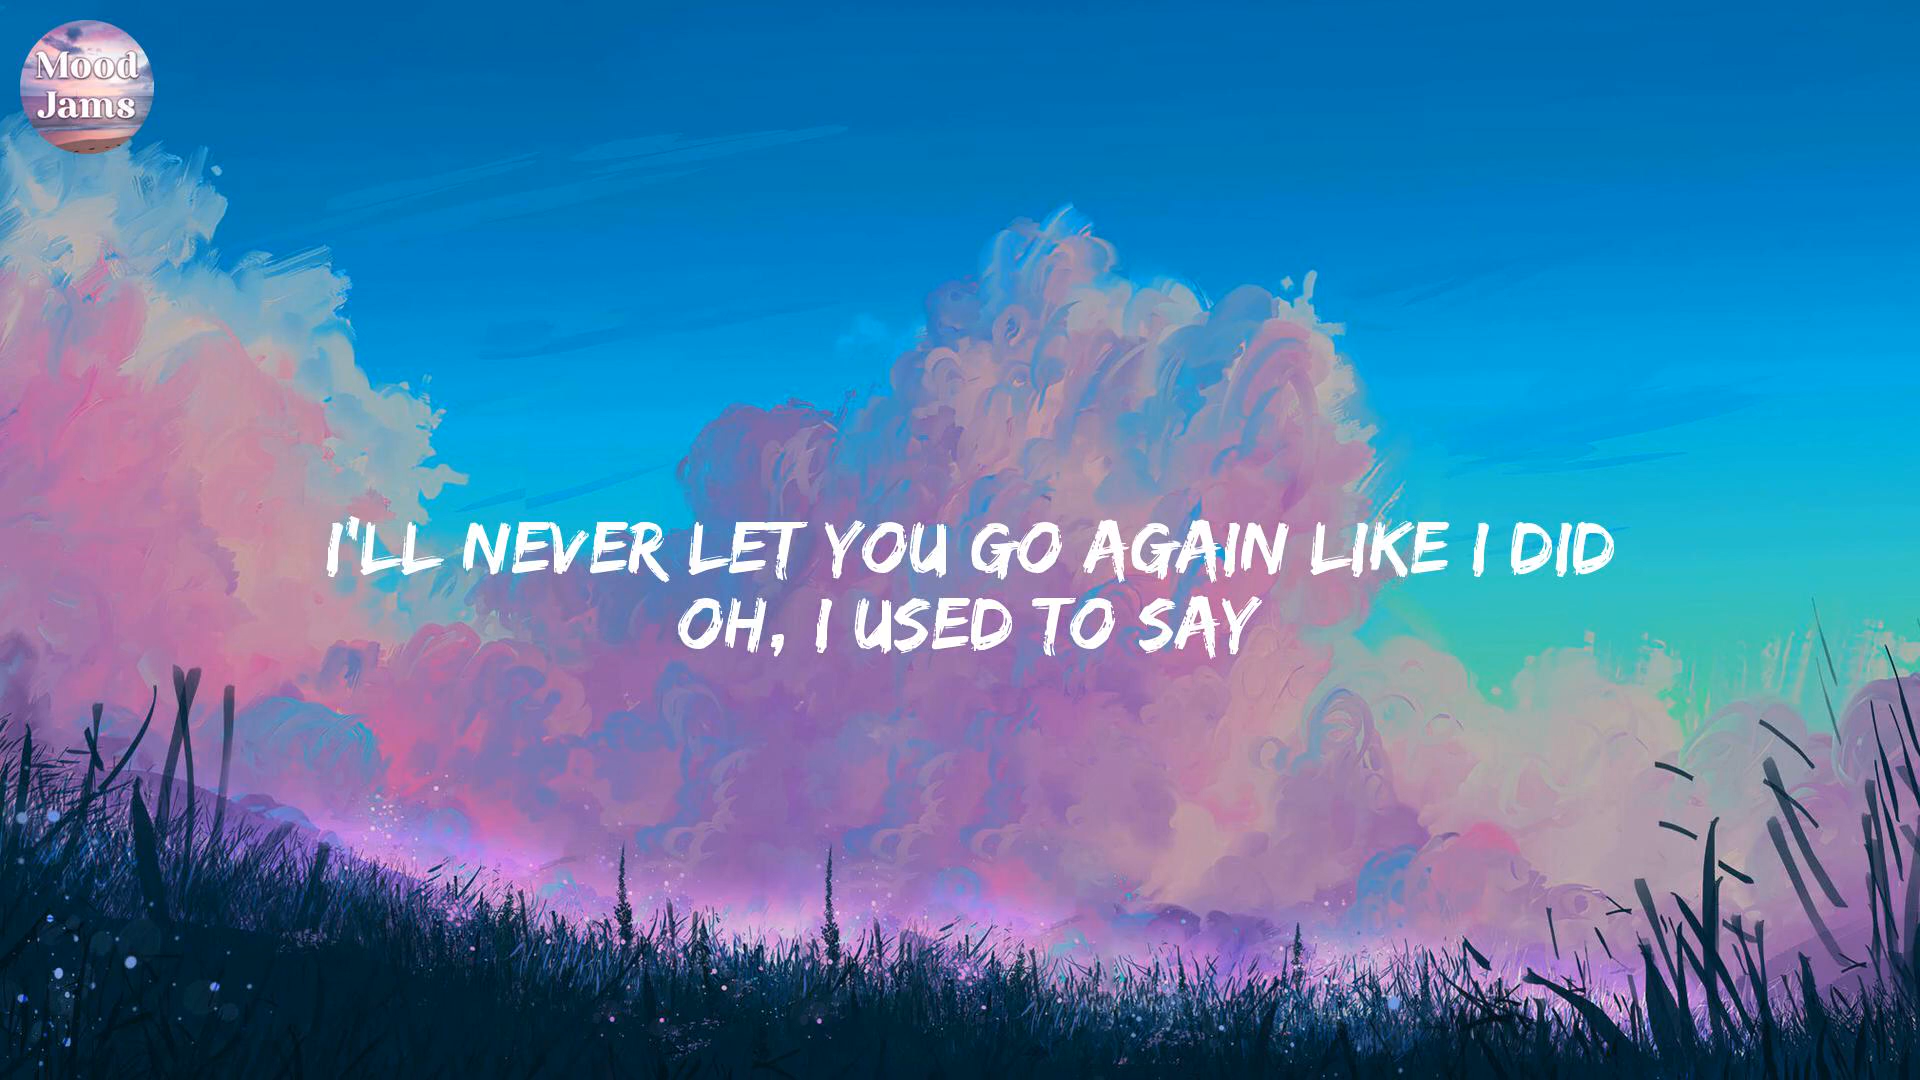 Mood
Jams
I'LL NEVER LET YOU GO AGAIN LIKE I DID
OH, I USED TO SAY